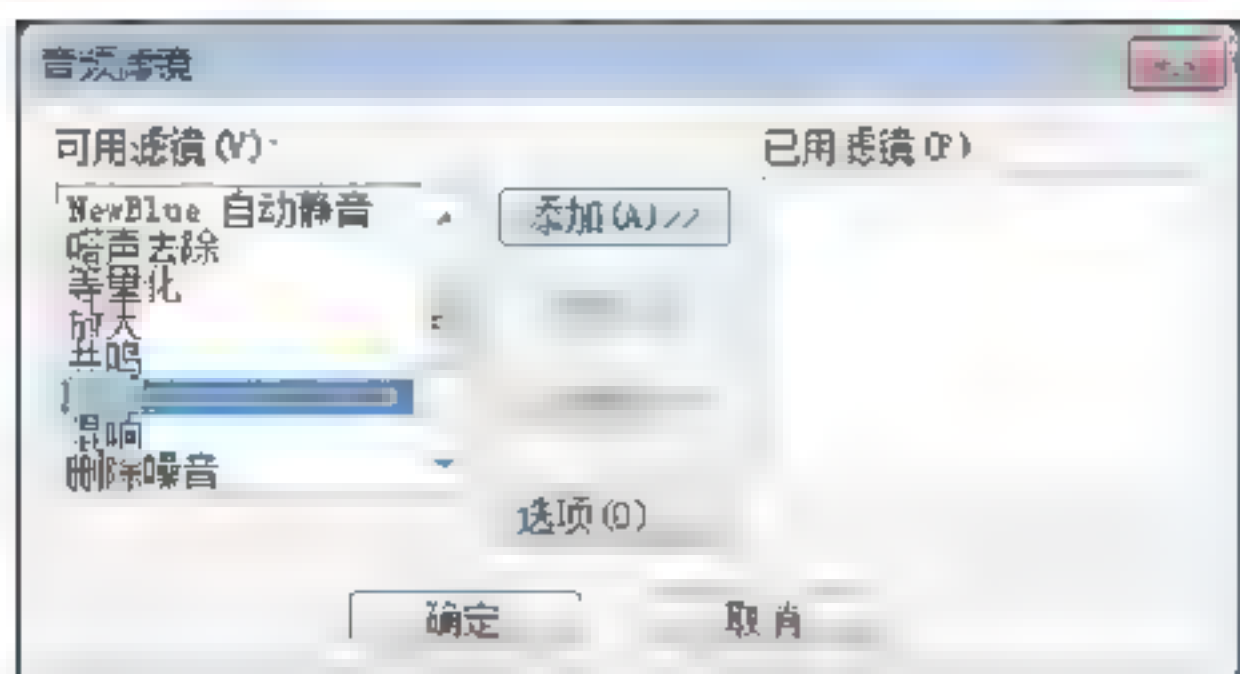 音频滤镜
可用滤镜(V): 已用滤镜(P)
NewBlue 自动静音
嗒声去除
等量化
放大
共鸣
混响
删除噪音
添加(A)>>
选项(O)
确定 取消